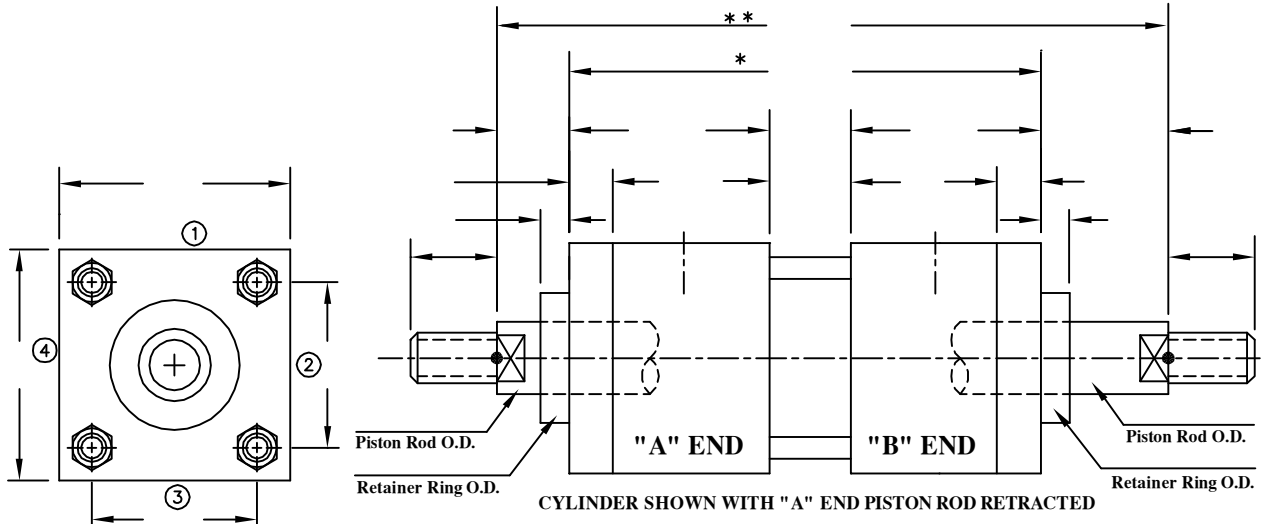 **
*
①
④
②
③
Piston Rod O.D.
Retainer Ring O.D.
"A" END
"B" END
Piston Rod O.D.
Retainer Ring O.D.
CYLINDER SHOWN WITH "A" END PISTON ROD RETRACTED